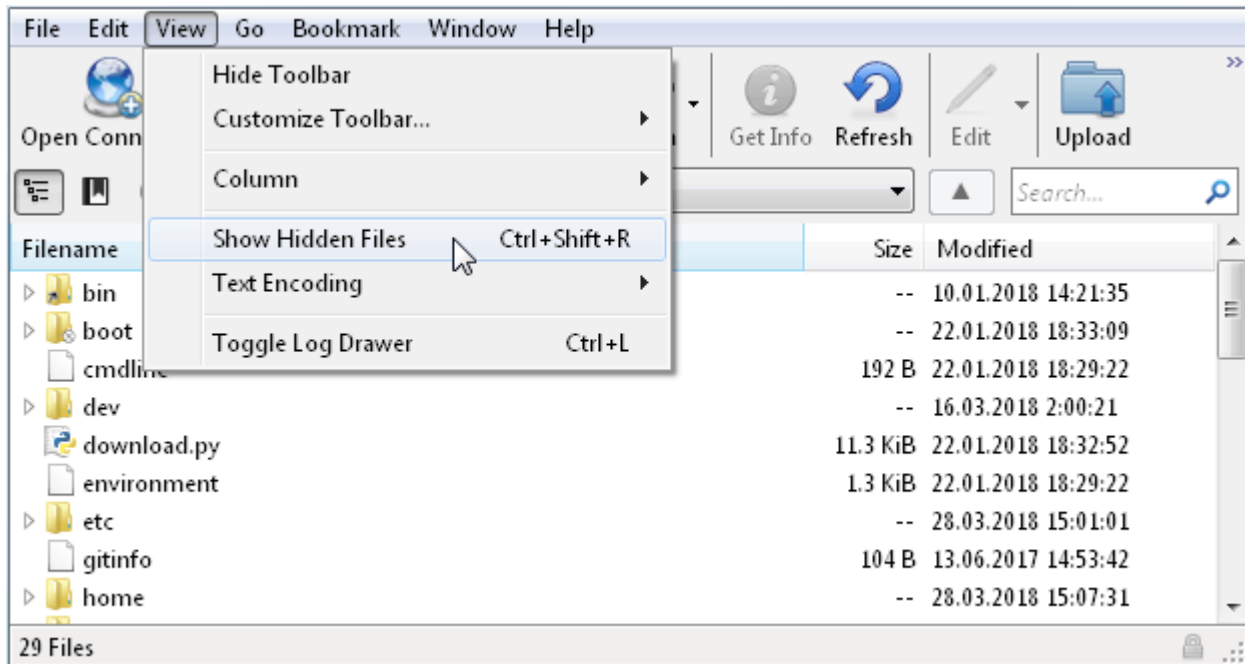 File Edit View Go Bookmark Window Help
Hide Toolbar
Customize Toolbar...
Column
Show Hidden Files Ctrl+Shift+R
Text Encoding
Toggle Log Drawer Ctrl+L
Open Conn Get Info Refresh Edit Upload
Search...
Filename Size Modified
bin -- 10.01.2018 14:21:35
boot -- 22.01.2018 18:33:09
192 B 22.01.2018 18:29:22
dev -- 16.03.2018 2:00:21
download.py 11.3 KiB 22.01.2018 18:32:52
environment 1.3 KiB 22.01.2018 18:29:22
etc -- 28.03.2018 15:01:01
gitinfo 104 B 13.06.2017 14:53:42
home -- 28.03.2018 15:07:31
29 Files